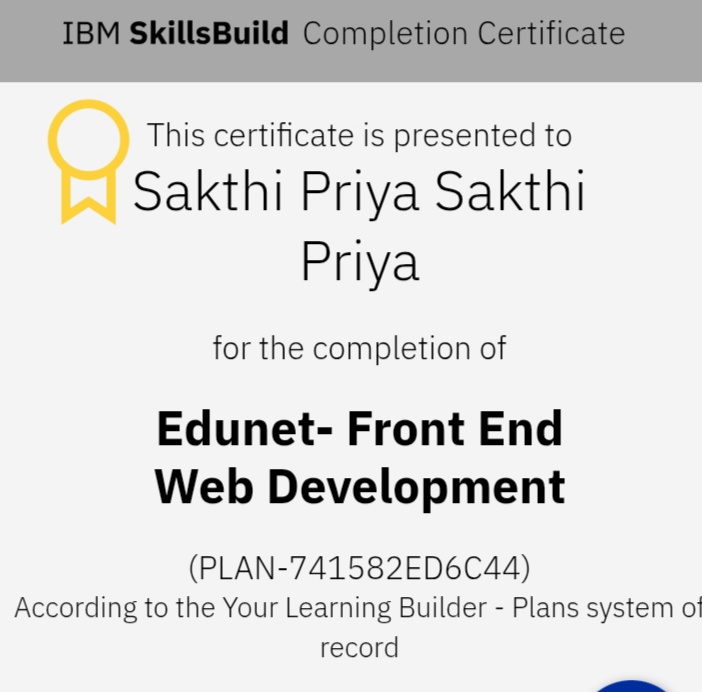 IBM SkillsBuild Completion Certificate
This certificate is presented to
Sakthi Priya Sakthi
Priya
for the completion of
Edunet- Front End
Web Development
(PLAN-741582ED6C44)
According to the Your Learning Builder - Plans system of
record